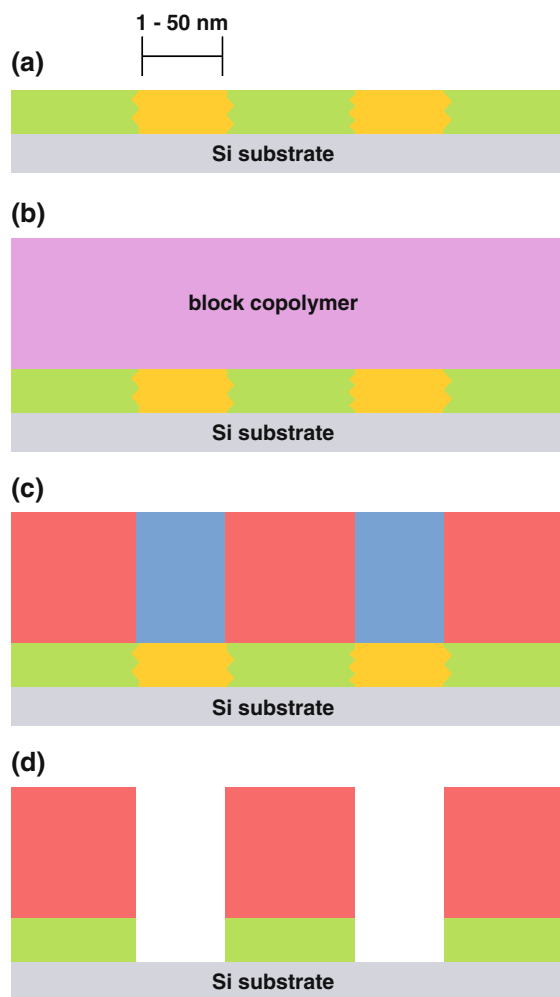 1 - 50 nm
(a)
Si substrate
(b)
block copolymer
Si substrate
(c)
Si substrate
(d)
Si substrate